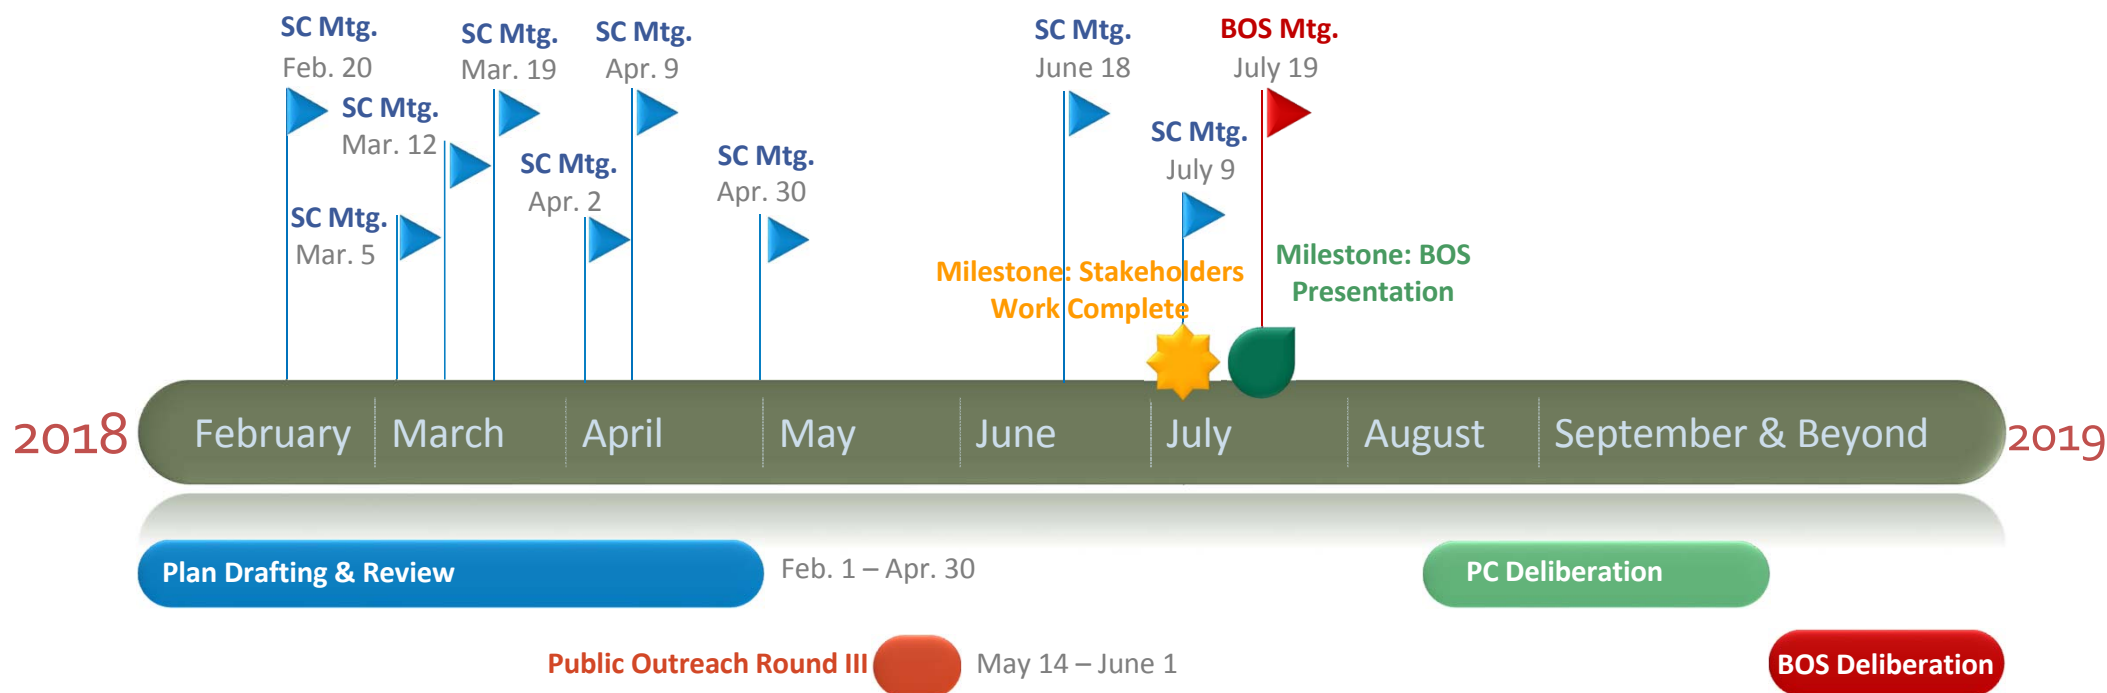 SC Mtg.
Feb. 20
SC Mtg.
Mar. 12
SC Mtg.
Mar. 5
SC Mtg.
Mar. 19
SC Mtg.
Apr. 2
SC Mtg.
Apr. 9
SC Mtg.
Apr. 30
SC Mtg.
June 18
SC Mtg.
July 9
BOS Mtg.
July 19
Milestone: Stakeholders
Work Complete
Milestone: BOS
Presentation
2018
February
March
April
May
June
July
August
September & Beyond
2019
Plan Drafting & Review
Feb. 1 – Apr. 30
PC Deliberation
Public Outreach Round III
May 14 – June 1
BOS Deliberation